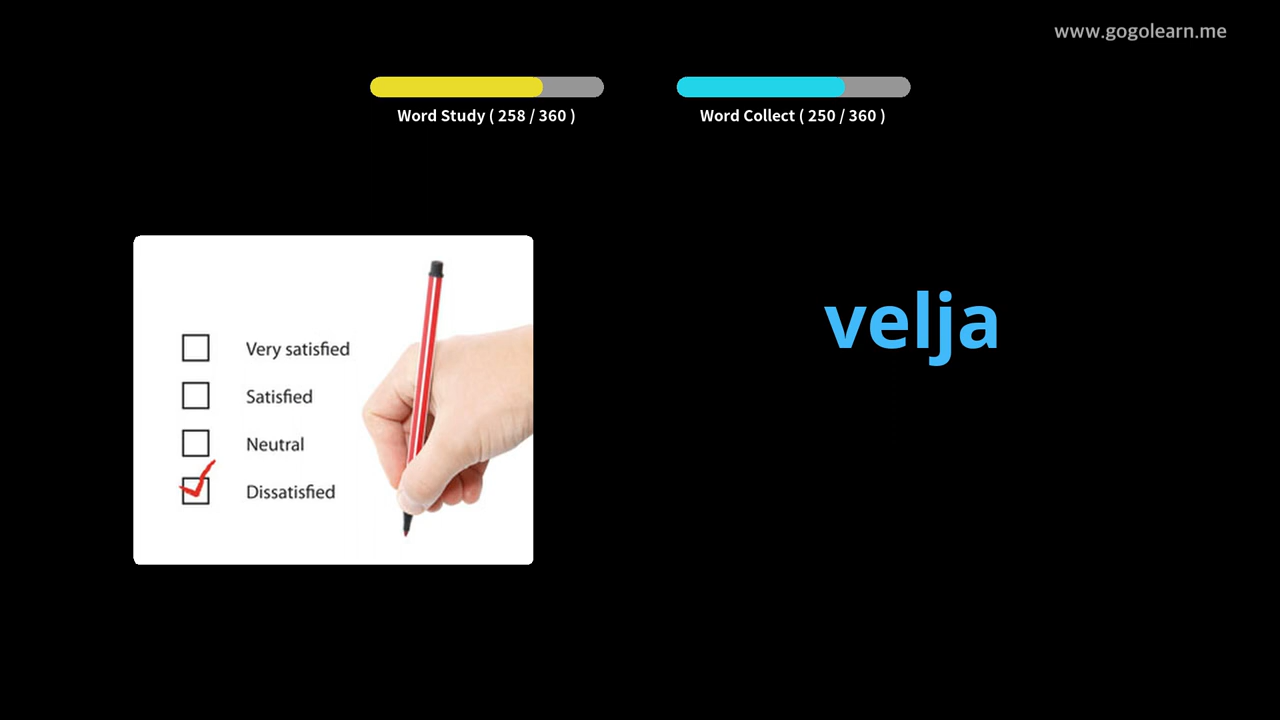 www.gogolearn.me
Word Study ( 258 / 360 )
Word Collect ( 250 / 360 )
velja
Very satisfied
Satisfied
Neutral
Dissatisfied